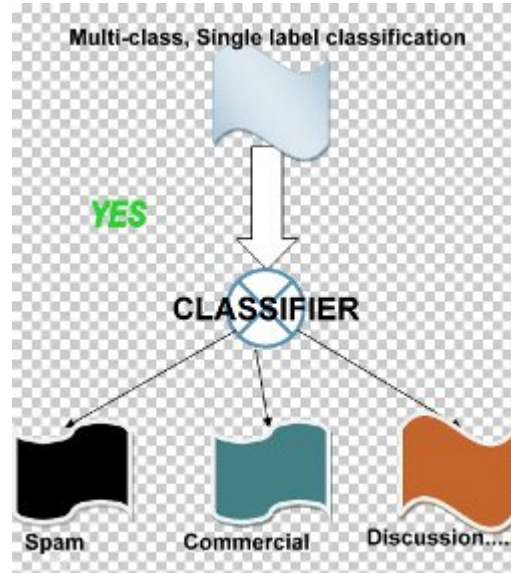 Multi-class, Single label classification
YES
CLASSIFIER
Spam
Commercial
Discussion....